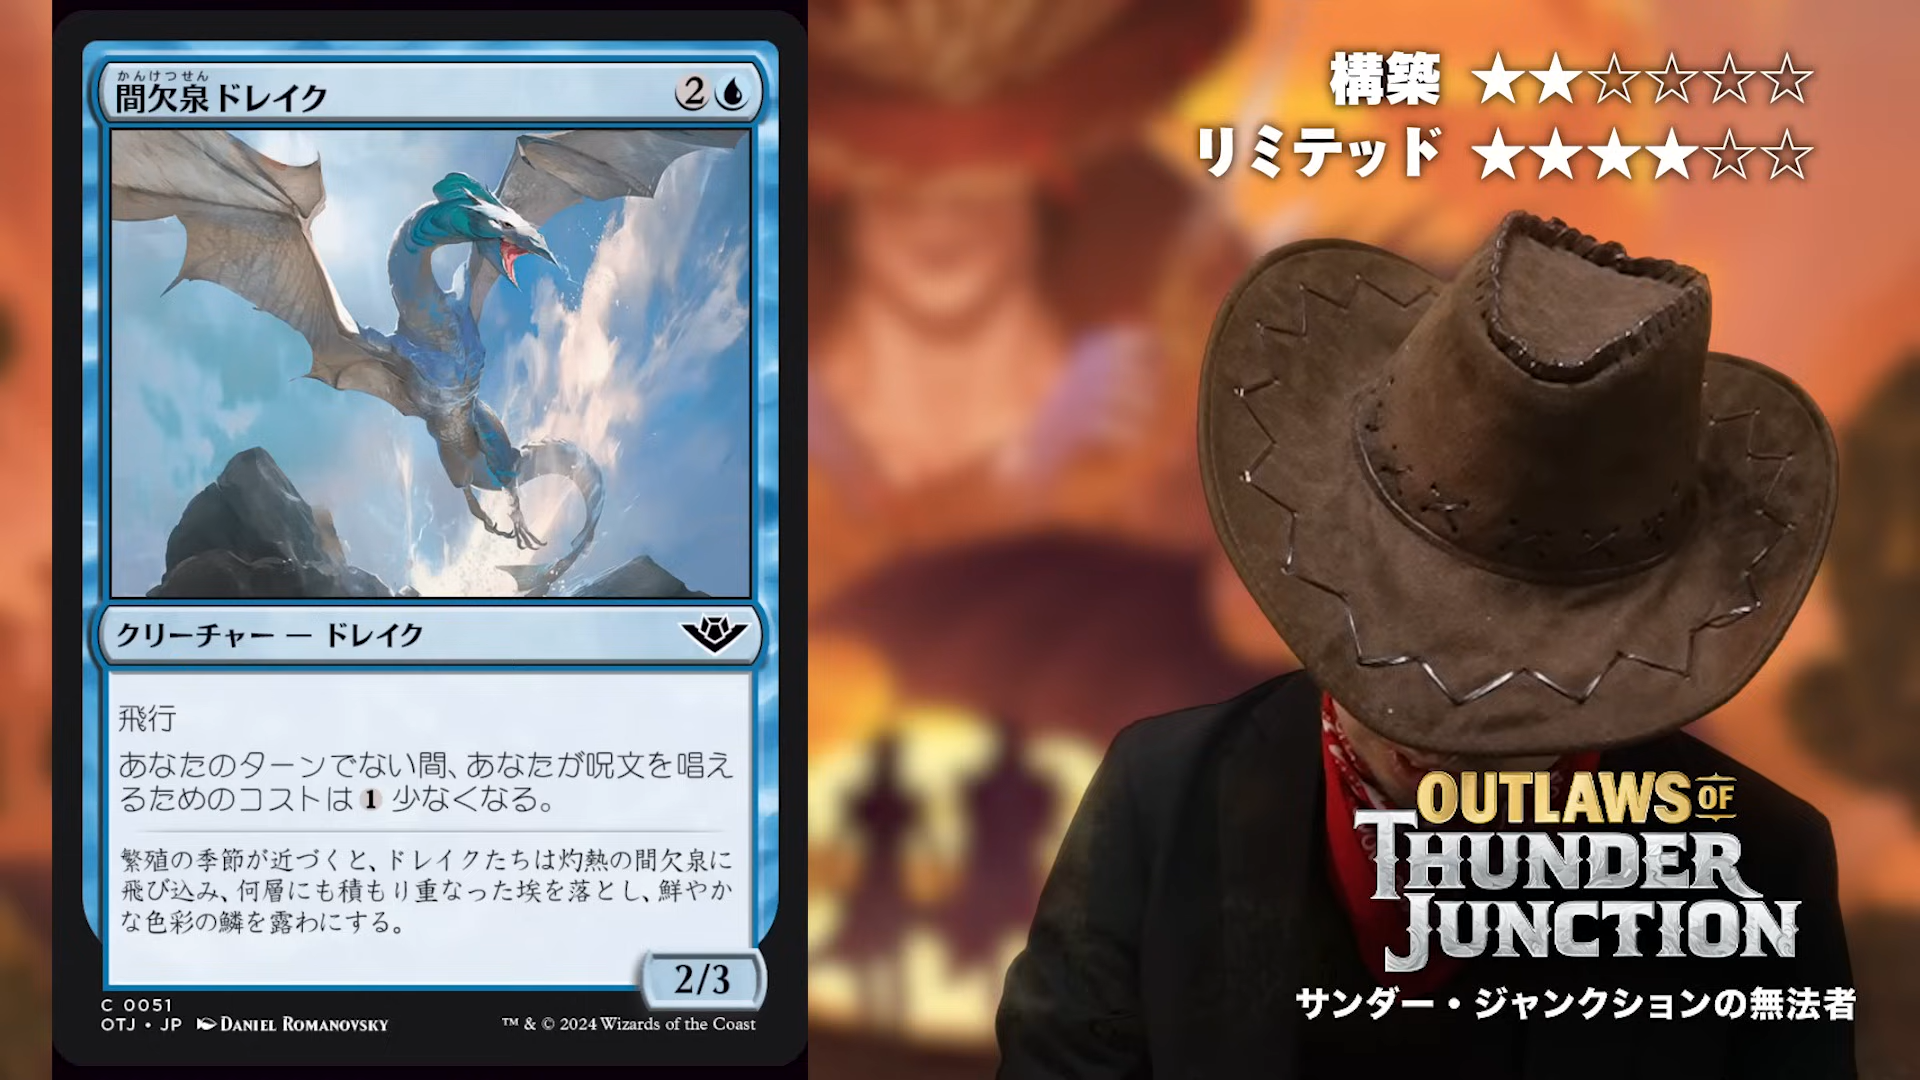 かんけつせん
間欠泉ドレイク
2
クリーチャー — ドレイク
飛行
あなたのターンでない間、あなたが呪文を唱え
るためのコストは 1 少なくなる。
繁殖の季節が近づくと、ドレイクたちは灼熱の間欠泉に
飛び込み、何層にも積もり重なった埃を落とし、鮮やか
な色彩の鱗を露わにする。
2/3
C 0051
OTJ • JP DANIEL ROMANOVSKY
™ & © 2024 Wizards of the Coast
構築 ★★☆☆☆☆
リミテッド ★★★★☆☆
OUTLAWS OF
THUNDER
JUNCTION
サンダー・ジャンクションの無法者